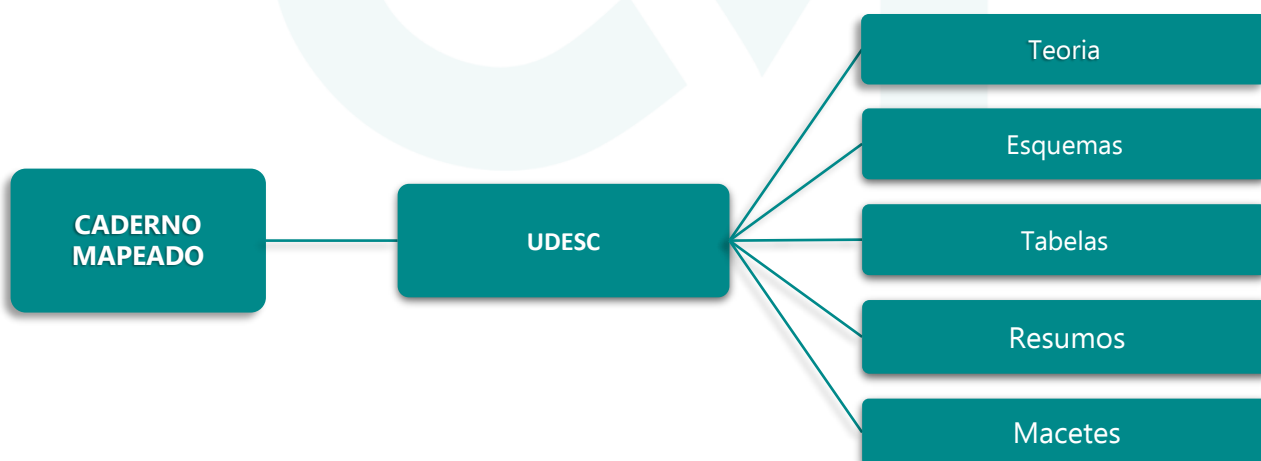 CADERNO
MAPEADO
UDESC
Teoria
Esquemas
Tabelas
Resumos
Macetes